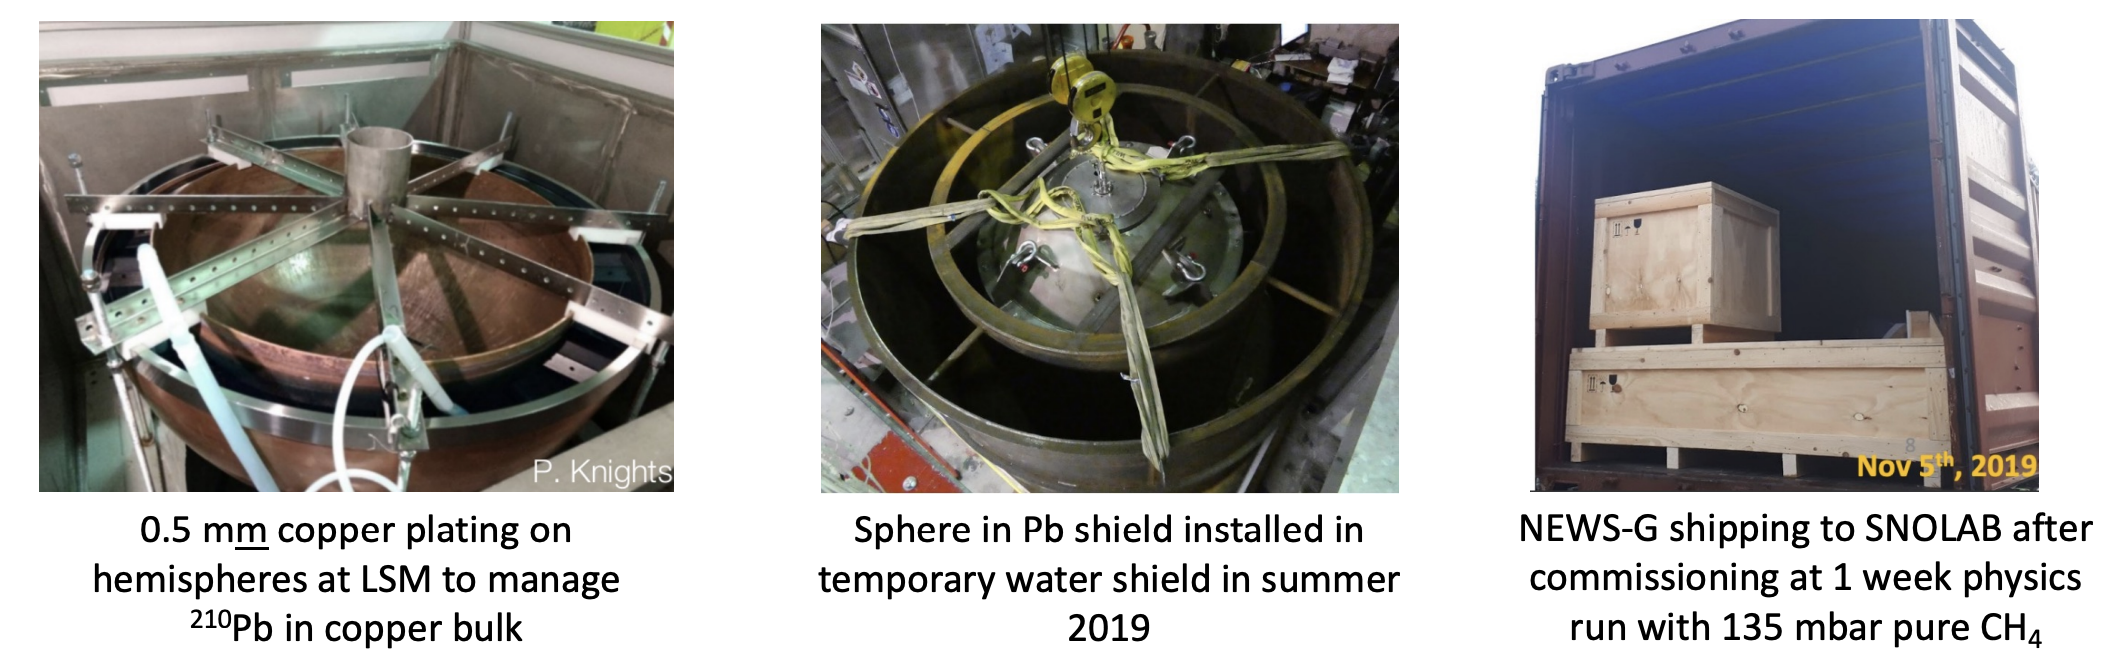 P. Knights
0.5 mm copper plating on
hemispheres at LSM to manage
²¹⁰Pb in copper bulk
Sphere in Pb shield installed in
temporary water shield in summer
2019
8
Nov 5th, 2019
NEWS-G shipping to SNOLAB after
commissioning at 1 week physics
run with 135 mbar pure CH₄